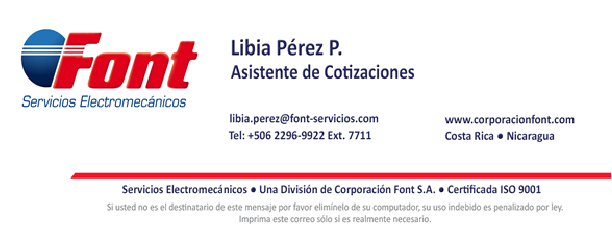 Font
Servicios Electromecánicos
Libia Pérez P.
Asistente de Cotizaciones
libia.perez@font-servicios.com
Tel: +506 2296-9922 Ext. 7711
www.corporacionfont.com
Costa Rica ● Nicaragua
Servicios Electromecánicos ● Una División de Corporación Font S.A. ● Certificada ISO 9001
Si usted no es el destinatario de este mensaje por favor elimínelo de su computador, su uso indebido es penalizado por ley.
Imprima este correo sólo si es realmente necesario.